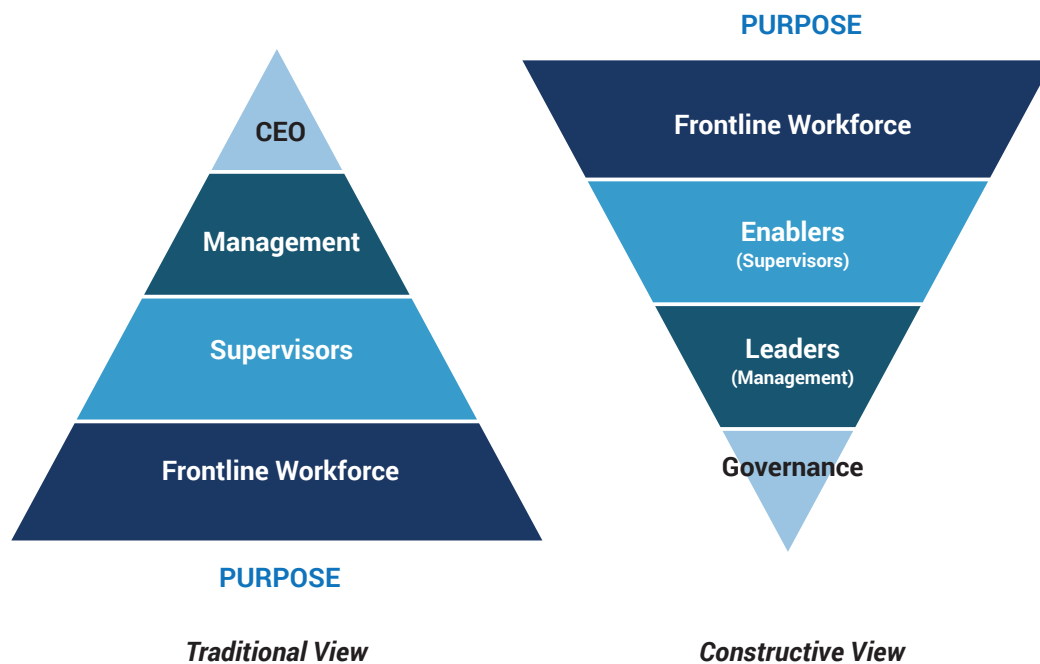 CEO
Management
Supervisors
Frontline Workforce
PURPOSE
Traditional View
PURPOSE
Frontline Workforce
Enablers
(Supervisors)
Leaders
(Management)
Governance
Constructive View